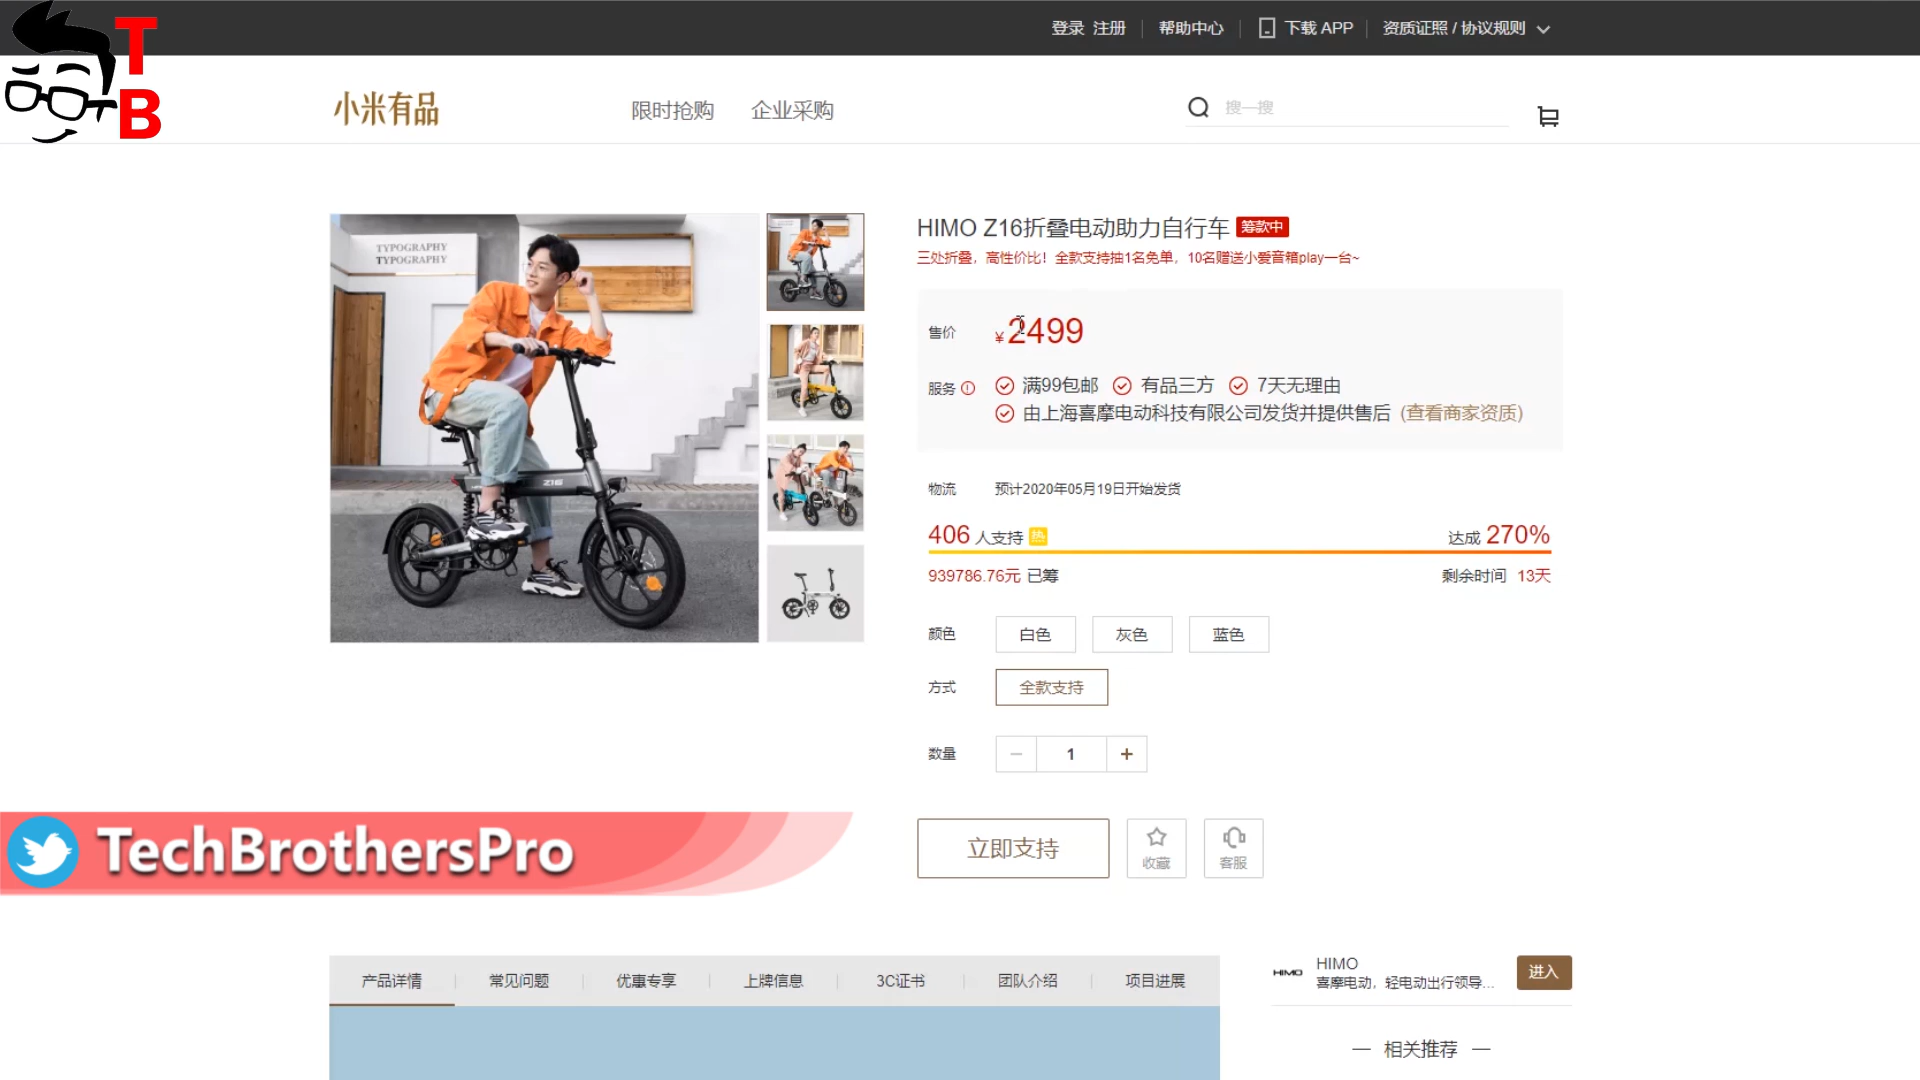 登录 注册 帮助中心 下载 APP 资质证照 / 协议规则
TB
小米有品 限时抢购 企业采购 搜一搜
TYPOGRAPHY
TYPOGRAPHY
Z16
HIMO Z16折叠电动助力自行车 筹款中
三处折叠，高性价比！全款支持抽1名免单，10名赠送小爱音箱play一台~
售价 ¥2499
服务 满99包邮 有品三方 7天无理由
由上海喜摩电动科技有限公司发货并提供售后 (查看商家资质)
物流 预计2020年05月19日开始发货
406 人支持 热 达成 270%
939786.76元 已筹 剩余时间 13天
颜色 白色 灰色 蓝色
方式 全款支持
数量 − 1 +
TechBrothersPro
立即支持 收藏 客服
产品详情 常见问题 优惠专享 上牌信息 3C证书 团队介绍 项目进展
HIMO HIMO 进入
喜摩电动，轻电动出行领导...
— 相关推荐 —